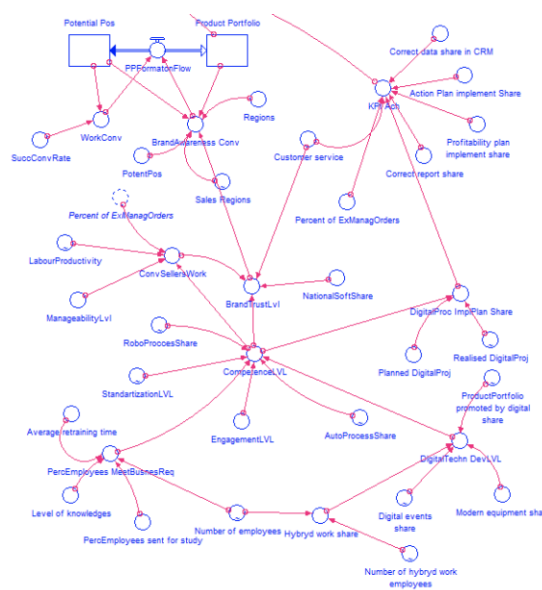 Potential Pos
Product Portfolio
PPFormatonFlow
Correct data share in CRM
Action Plan implement Share
KPI Ach
Regions
WorkConv
BrandAwareness Conv
Profitability plan
implement share
SuccConvRate
Customer service
Correct report share
PotentPos
Sales Regions
Percent of ExManagOrders
Percent of ExManagOrders
LabourProductivity
ConvSellersWork
NationalSoftShare
BrandTrustLvl
DigitalProc ImplPlan Share
ManageabilityLvl
RoboProccesShare
CompetenceLVL
Planned DigitalProj
Realised DigitalProj
StandartizationLVL
ProductPortfolio
promoted by digital
share
EngagementLVL
AutoProcessShare
Average retraining time
PercEmployees MeetBusnesReq
DigitalTechn DevLVL
Level of knowledges
PercEmployees sent for study
Number of employees
Hybryd work share
Digital events
share
Modern equipment sha
Number of hybryd work
employees